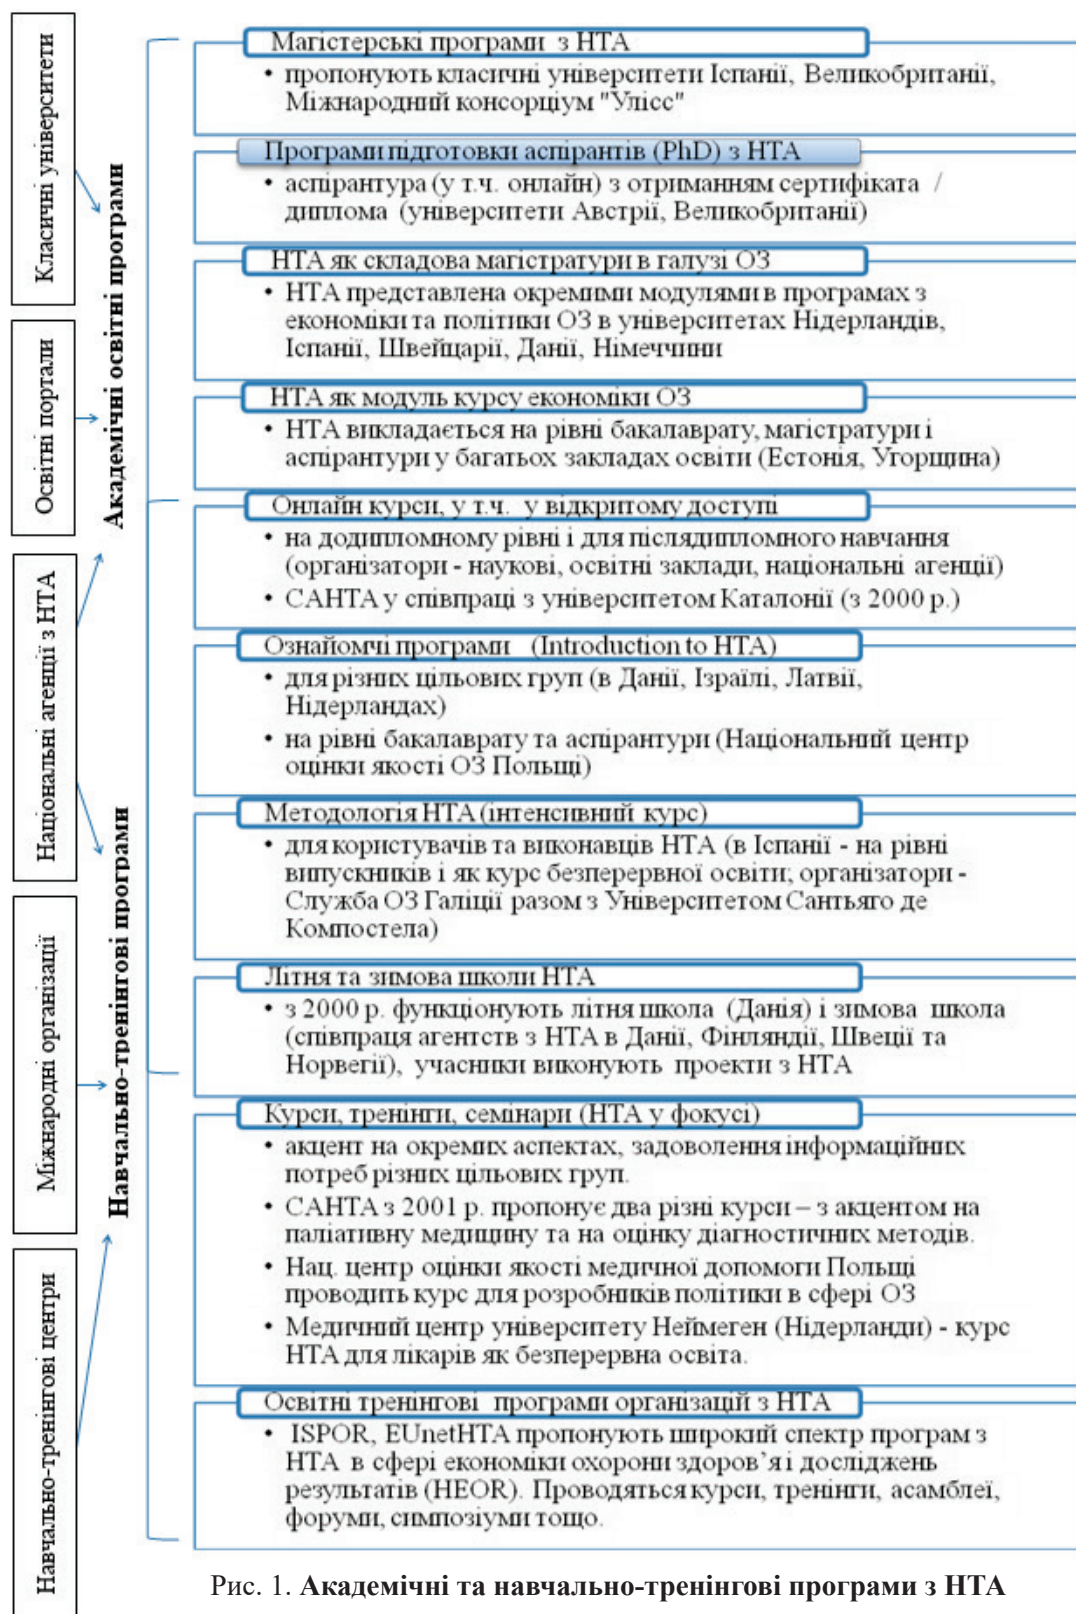 Класичні університети
Освітні портали
Національні агенції з НТА
Міжнародні організації
Навчально-тренінгові центри
Академічні освітні програми
Навчально-тренінгові програми
Магістерські програми з НТА
• пропонують класичні університети Іспанії, Великобританії,
Міжнародний консорціум "Улісс"
Програми підготовки аспірантів (PhD) з НТА
• аспірантура (у т.ч. онлайн) з отриманням сертифіката /
диплома (університети Австрії, Великобританії)
НТА як складова магістратури в галузі ОЗ
• НТА представлена окремими модулями в програмах з
економіки та політики ОЗ в університетах Нідерландів,
Іспанії, Швейцарії, Данії, Німеччини
НТА як модуль курсу економіки ОЗ
• НТА викладається на рівні бакалаврату, магістратури і
аспірантури у багатьох закладах освіти (Естонія, Угорщина)
Онлайн курси, у т.ч. у відкритого доступі
• на додипломному рівні і для післядипломного навчання
(організатори - наукові, освітні заклади, національні агенції)
• САНТА у співпраці з університетом Каталонії (з 2000 р.)
Ознайомчі програми (Introduction to HTA)
• для різних цільових груп (в Данії, Ізраїлі, Латвії,
Нідерландах)
• на рівні бакалаврату та аспірантури (Національний центр
оцінки якості ОЗ Польщі)
Методологія НТА (інтенсивний курс)
• для користувачів та виконавців НТА (в Іспанії - на рівні
випускників і як курс безперервної освіти; організатори -
Служба ОЗ Галіції разом з Університетом Сантьяго де
Компостела)
Літня та зимова школи НТА
• з 2000 р. функціонують літня школа (Данія) і зимова школа
(співпраця агентств з НТА в Данії, Фінляндії, Швеції та
Норвегії), учасники виконують проекти з НТА
Курси, тренінги, семінари (НТА у фокусі)
• акцент на окремих аспектах, задоволення інформаційних
потреб різних цільових груп.
• САНТА з 2001 р. пропонує два різні курси – з акцентом на
паліативну медицину та на оцінку діагностичних методів.
• Нац. центр оцінки якості медичної допомоги Польщі
проводить курс для розробників політики в сфері ОЗ
• Медичний центр університету Неймеген (Нідерланди) - курс
НТА для лікарів як безперервна освіта.
Освітні тренінгові програми організацій з НТА
• ISPOR, EUnetHTA пропонують широкий спектр програм з
НТА в сфері економіки охорони здоров’я і досліджень
результатів (HEOR). Проводяться курси, тренінги, асамблеї,
форуми, симпозіуми тощо.
Рис. 1. Академічні та навчально-тренінгові програми з НТА